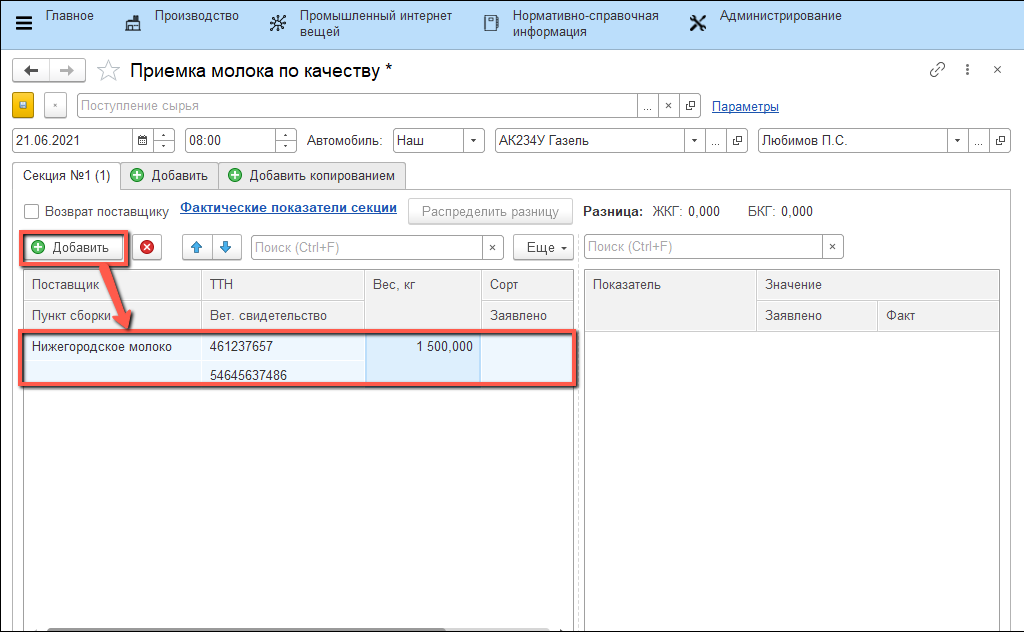 Главное
Производство
Промышленный интернет
вещей
Нормативно-справочная
информация
Администрирование
Приемка молока по качеству *
Поступление сырья
...
Параметры
21.06.2021
08:00
Автомобиль:
Наш
АК234У Газель
...
Любимов П.С.
...
Секция №1 (1)
Добавить
Добавить копированием
Возврат поставщику
Фактические показатели секции
Распределить разницу
Разница: ЖКГ: 0,000 БКГ: 0,000
Добавить
Поиск (Ctrl+F)
×
Еще
Поиск (Ctrl+F)
×
Поставщик ТТН Вес, кг Сорт
Пункт сборки Вет. свидетельство Заявлено
Показатель Значение
Заявлено Факт
Нижегородское молоко 461237657 1 500,000
54645637486